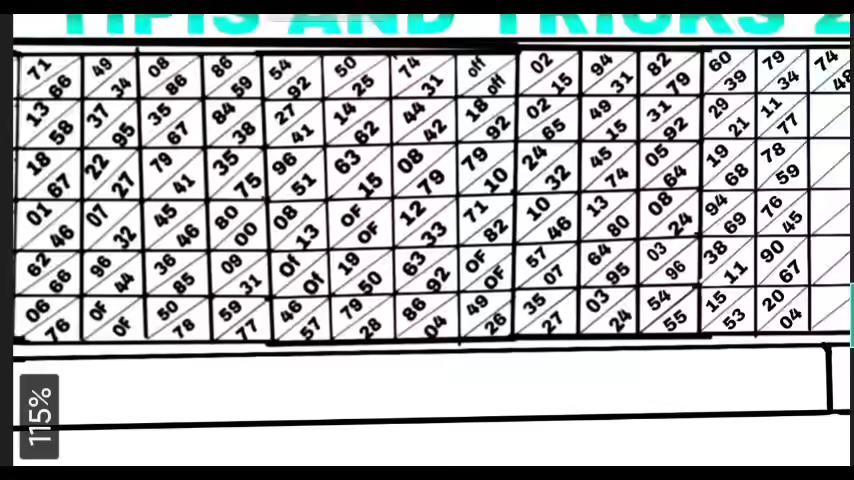 TIPIS AND TRICKS 2
71 66 49 34 08 86 86 59 54 92 50 25 74 31 off off 02 15 94 31 82 79 60 39 79 34 74 48
13 58 37 95 35 67 84 38 27 41 14 62 44 42 18 92 02 65 49 15 31 92 29 21 11 77
18 67 22 27 79 41 35 75 96 51 63 15 08 79 79 10 24 32 45 74 05 64 19 68 78 59
01 46 07 32 45 46 80 00 08 13 OF OF 12 33 71 82 10 46 13 80 08 24 94 69 76 45
62 66 96 44 36 85 09 31 Of Of 19 50 63 92 OF OF 57 07 64 95 03 96 38 11 90 67
06 76 OF OF 50 78 59 77 46 57 79 28 86 04 49 26 35 27 03 24 54 55 15 53 20 04
115%